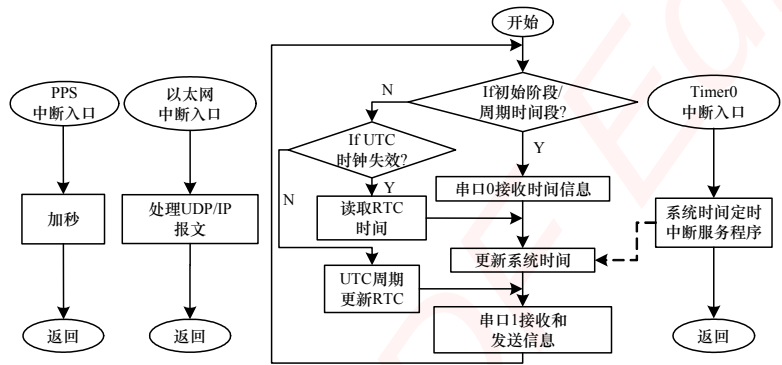 开始
PPS
中断入口
以太网
中断入口
N
If初始阶段/
周期时间段?
Timer0
中断入口
If UTC
时钟失效?
Y
N
Y
串口0接收时间信息
加秒
处理UDP/IP
报文
读取RTC
时间
系统时间定时
中断服务程序
更新系统时间
UTC周期
更新RTC
串口1接收和
发送信息
返回
返回
返回